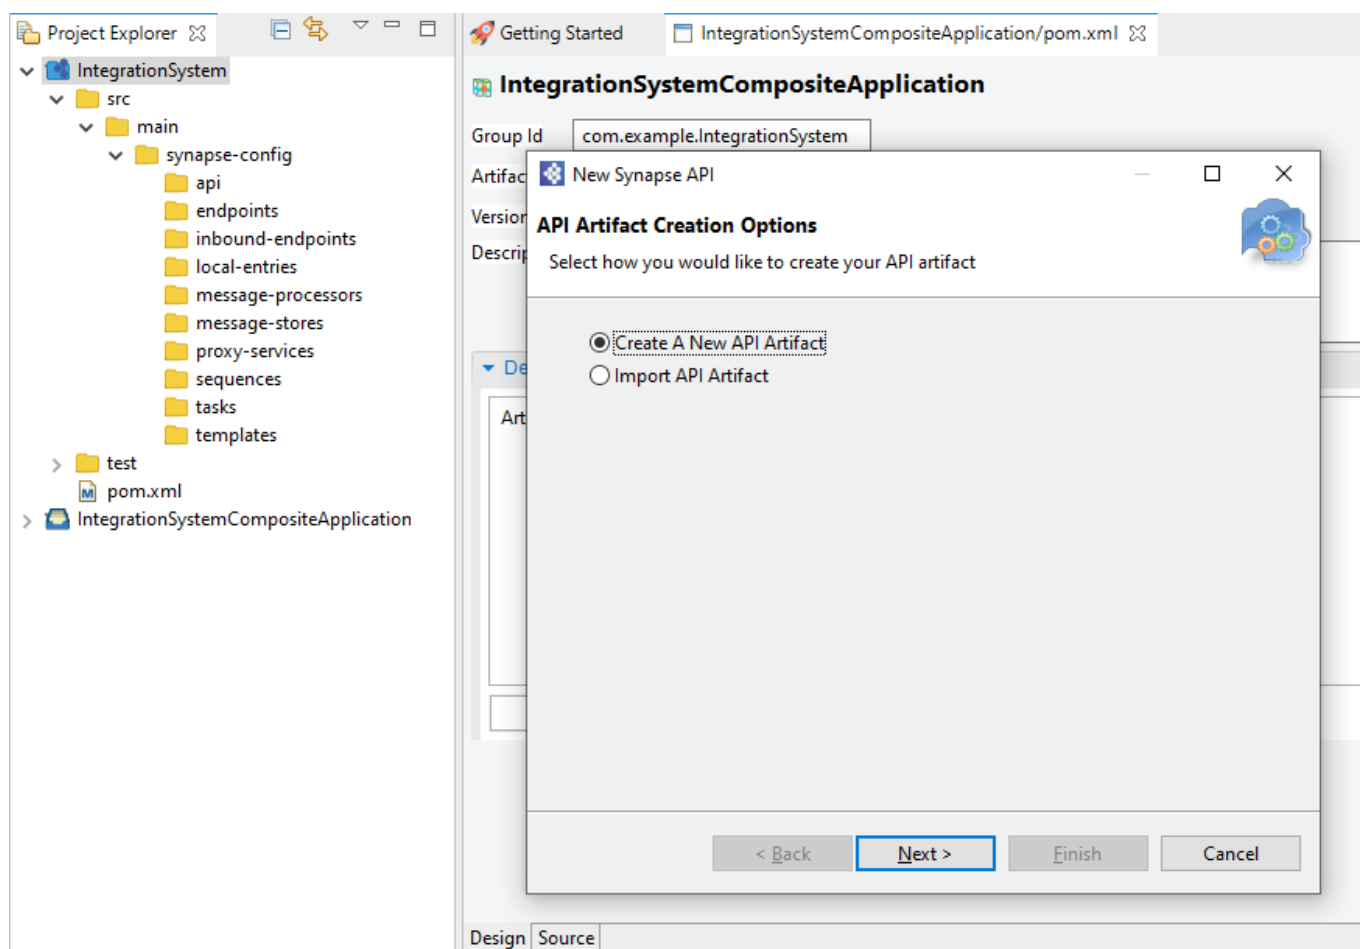 Project Explorer
IntegrationSystem
src
main
synapse-config
api
endpoints
inbound-endpoints
local-entries
message-processors
message-stores
proxy-services
sequences
tasks
templates
test
pom.xml
IntegrationSystemCompositeApplication
Getting Started
IntegrationSystemCompositeApplication/pom.xml
IntegrationSystemCompositeApplication
Group Id com.example.IntegrationSystem
Artifac
Version
Descrip
De
Art
New Synapse API
API Artifact Creation Options
Select how you would like to create your API artifact
Create A New API Artifact
Import API Artifact
< Back Next > Finish Cancel
Design Source